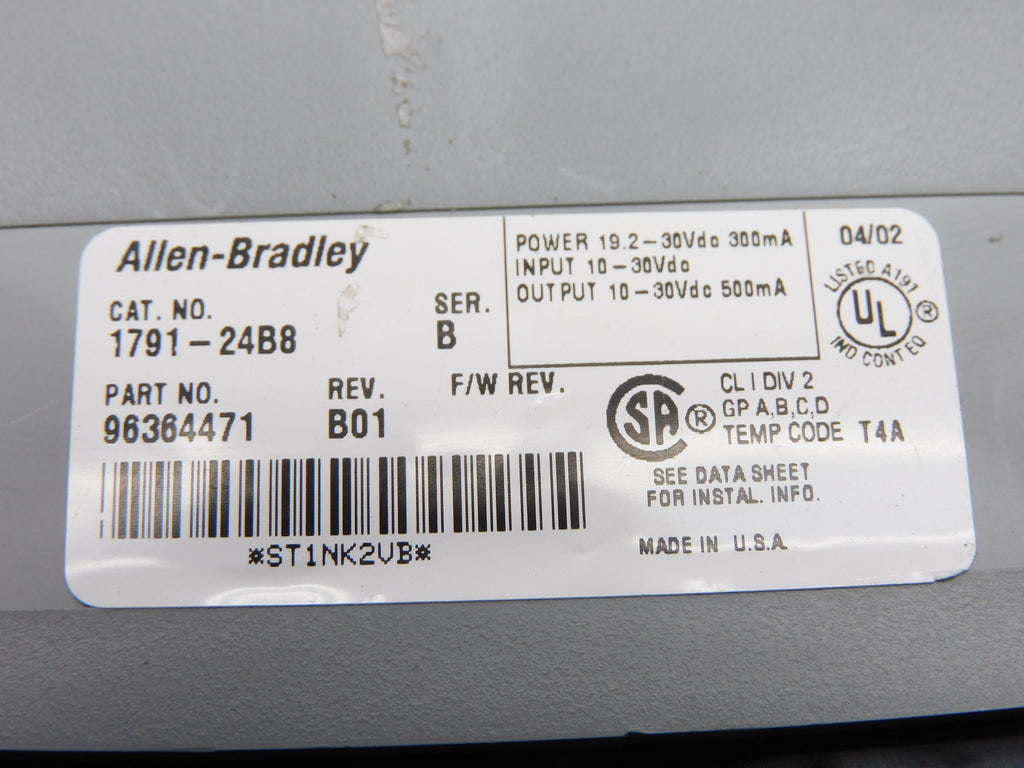 Allen-Bradley
CAT. NO.
1791-24B8
SER.
B
PART NO.
96364471
REV.
B01
F/W REV.
*ST1NK2VB*
POWER 19.2-30Vdc 300mA
INPUT 10-30Vdc
OUTPUT 10-30Vdc 500mA
04/02
LISTED A197
UL ®
IND CONT EQ
SA ®
CL I DIV 2
GP A,B,C,D
TEMP CODE T4A
SEE DATA SHEET
FOR INSTAL. INFO.
MADE IN U.S.A.